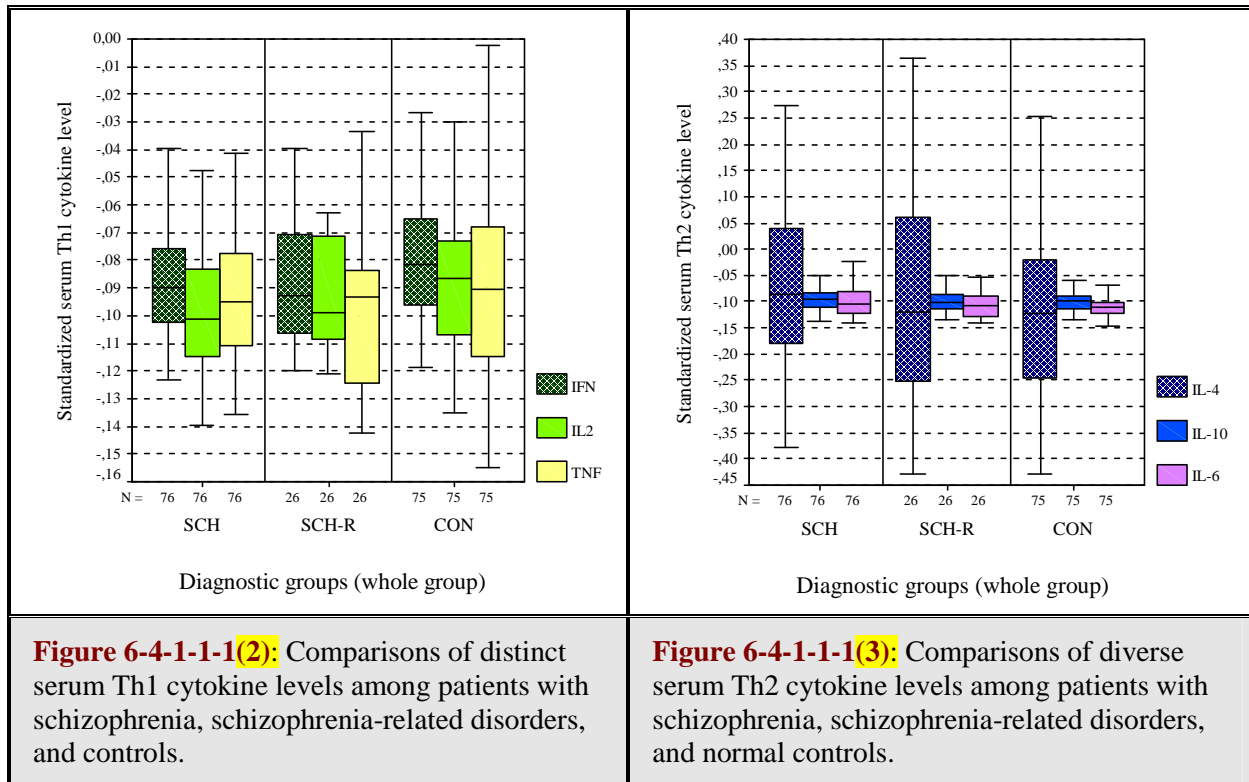 0,00
-,01
-,02
-,03
-,04
-,05
-,06
-,07
-,08
-,09
-,10
-,11
-,12
-,13
-,14
-,16
Standardized serum Th1 cytokine level
N = 76 76 76 26 26 26 75 75 75
SCH SCH-R CON
IFN
IL2
TNF
Diagnostic groups (whole group)
,40
,35
,30
,25
,20
,15
,10
,05
,00
-,05
-,10
-,15
-,20
-,25
-,30
-,35
-,40
-,45
Standardized serum Th2 cytokine level
N = 76 76 76 26 26 26 75 75 75
SCH SCH-R CON
IL-4
IL-10
IL-6
Diagnostic groups (whole group)
Figure 6-4-1-1-1(2): Comparisons of distinct
serum Th1 cytokine levels among patients with
schizophrenia, schizophrenia-related disorders,
and controls.
Figure 6-4-1-1-1(3): Comparisons of diverse
serum Th2 cytokine levels among patients with
schizophrenia, schizophrenia-related disorders,
and normal controls.